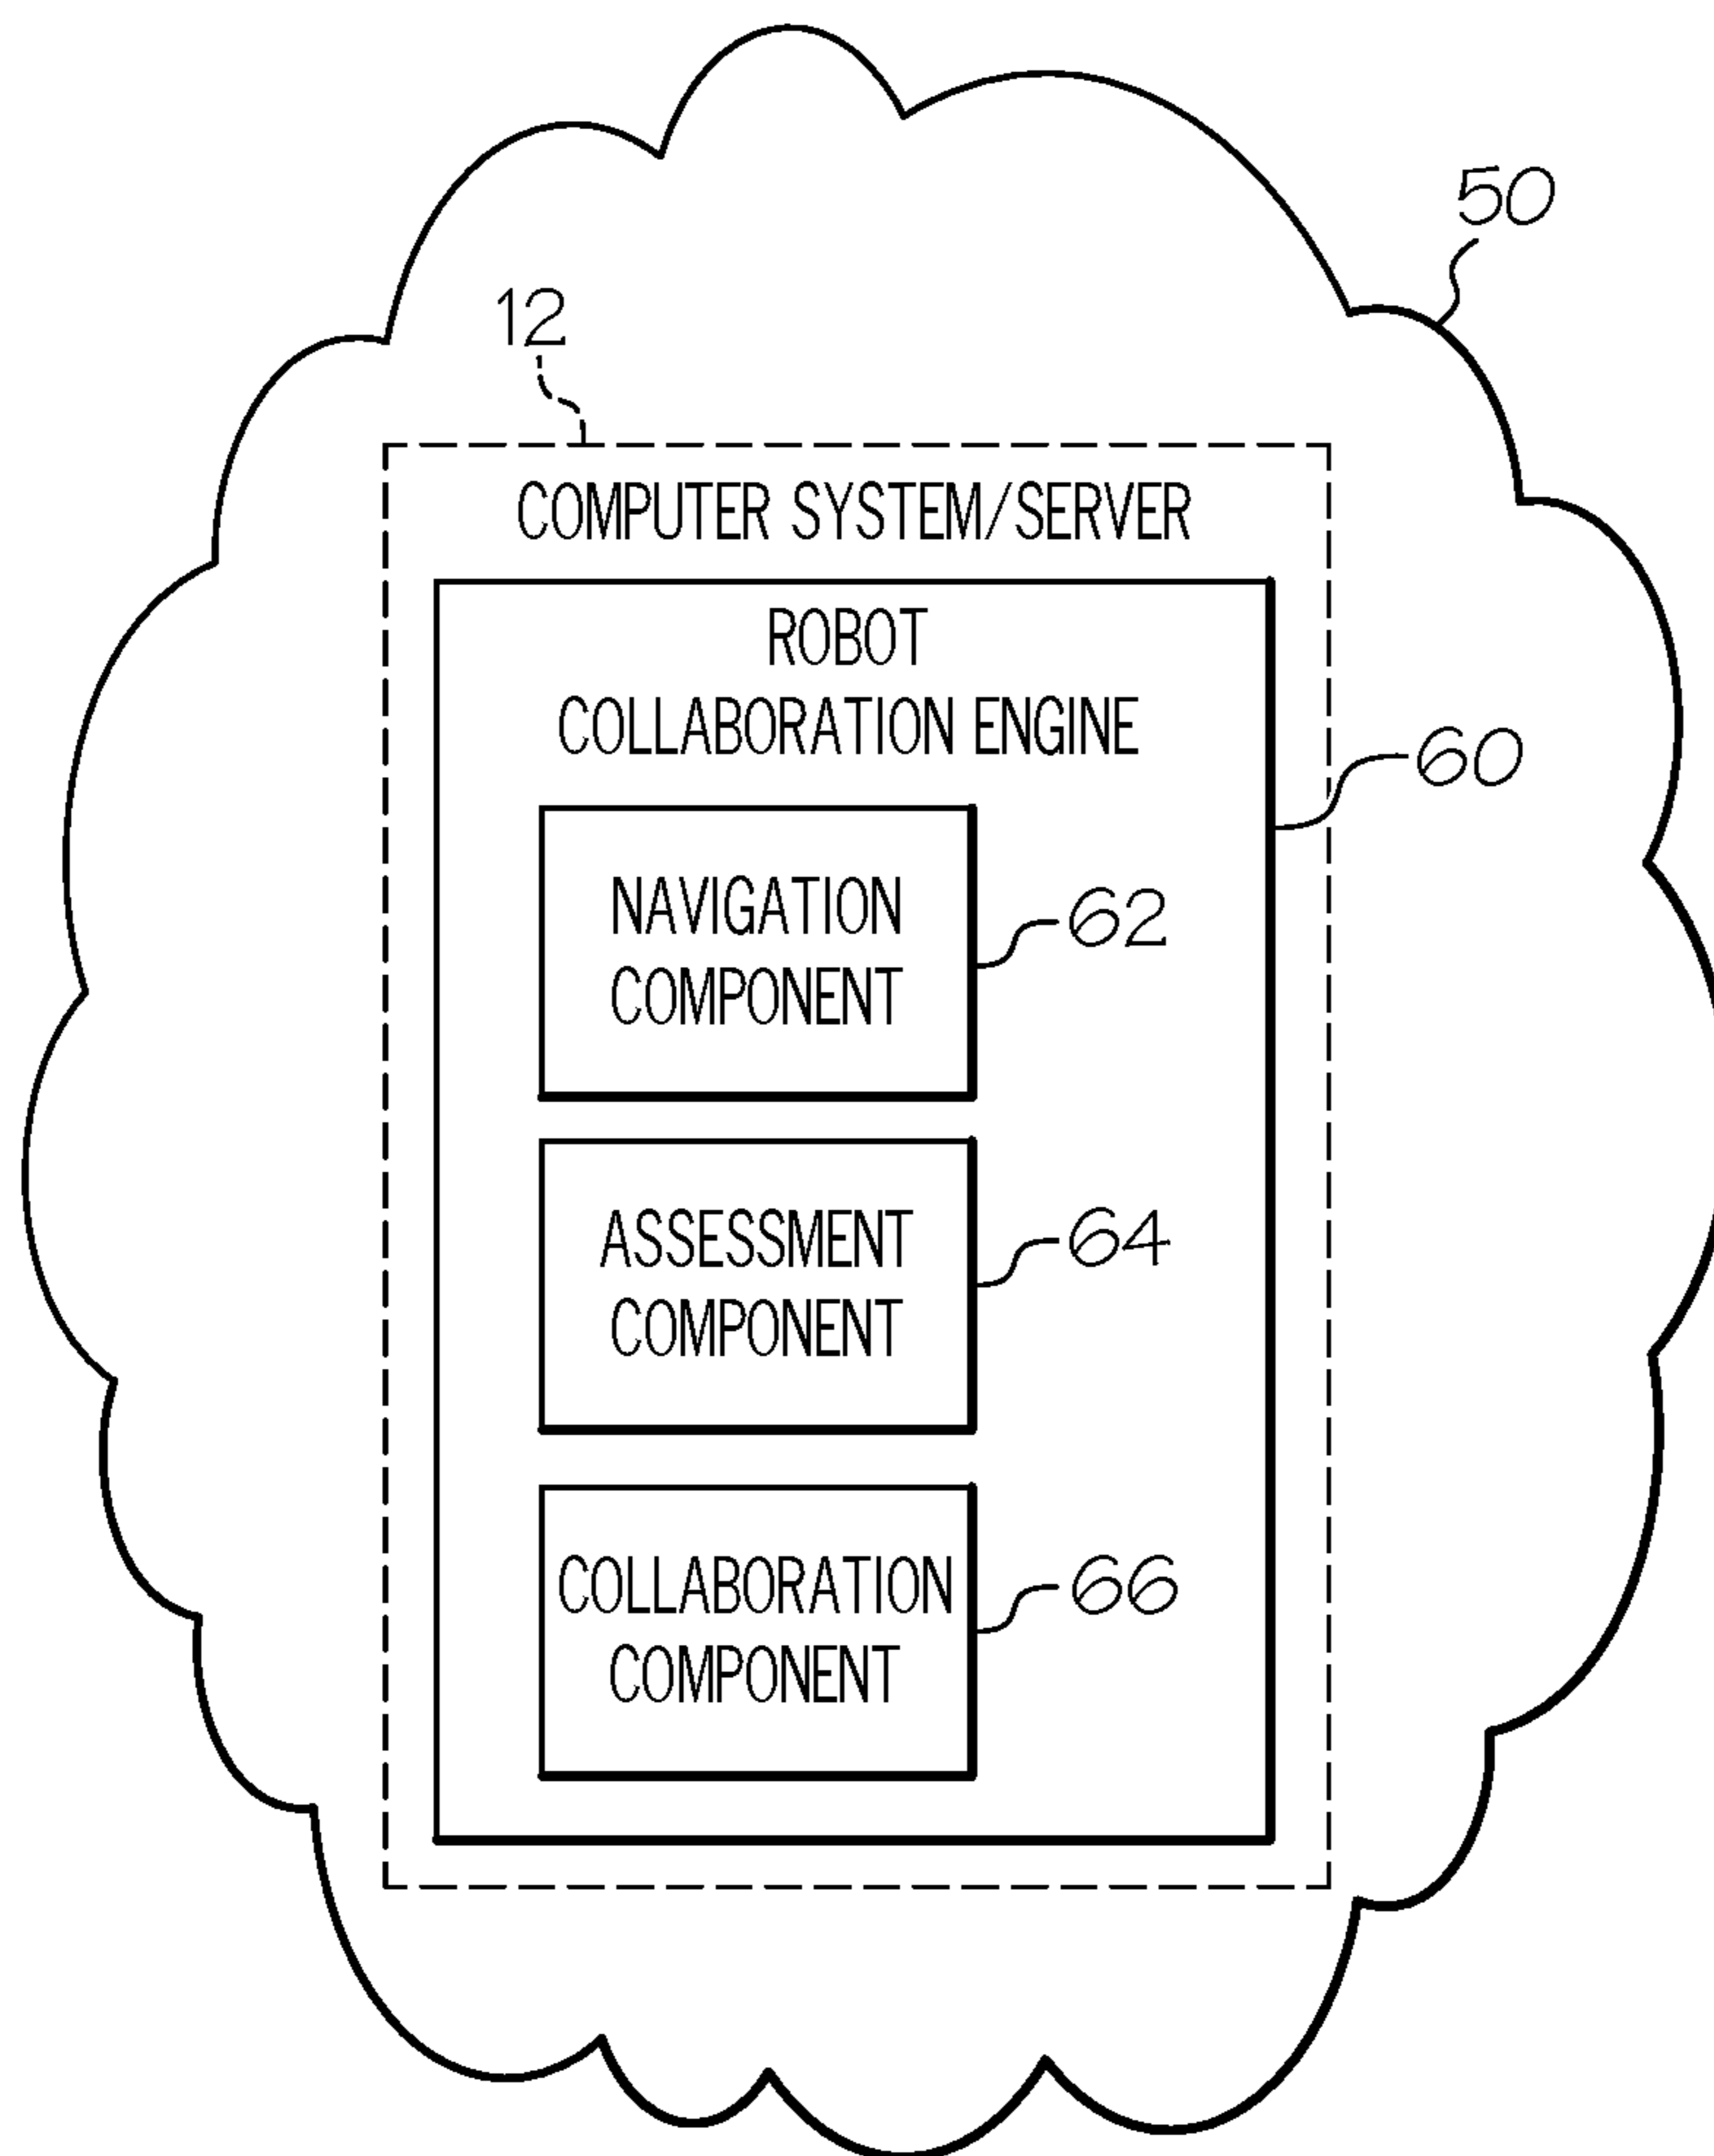 50
12
COMPUTER SYSTEM/SERVER
ROBOT
COLLABORATION ENGINE
60
NAVIGATION
COMPONENT
62
ASSESSMENT
COMPONENT
64
COLLABORATION
COMPONENT
66